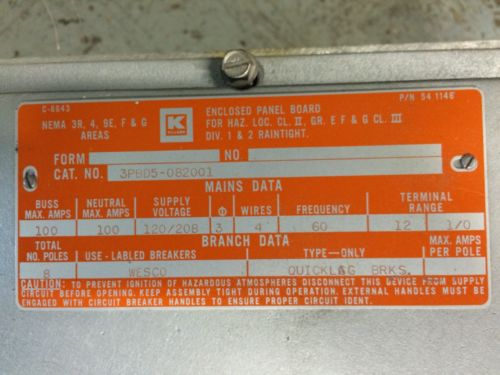 C-6643
P/N 54 1146
NEMA 3R, 4, 9E, F & G
AREAS
K
KILLARK
ENCLOSED PANEL BOARD
FOR HAZ. LOC. CL. II, GR. E F & G CL. III
DIV. 1 & 2 RAINTIGHT.
FORM NO
CAT. NO. 3PBD5-082001
MAINS DATA
BUSS MAX. AMPS NEUTRAL MAX. AMPS SUPPLY VOLTAGE Φ WIRES FREQUENCY TERMINAL RANGE
100 100 120/208 3 4 60 12 1/0
BRANCH DATA
TOTAL NO. POLES USE - LABLED BREAKERS TYPE-ONLY MAX. AMPS PER POLE
8 WESCO QUICKLAG BRKS.
CAUTION: TO PREVENT IGNITION OF HAZARDOUS ATMOSPHERES DISCONNECT THIS DEVICE FROM SUPPLY
CIRCUIT BEFORE OPENING. KEEP ASSEMBLY TIGHT DURING OPERATION. EXTERNAL HANDLES MUST BE
ENGAGED WITH CIRCUIT BREAKER HANDLES TO ENSURE PROPER CIRCUIT IDENT.